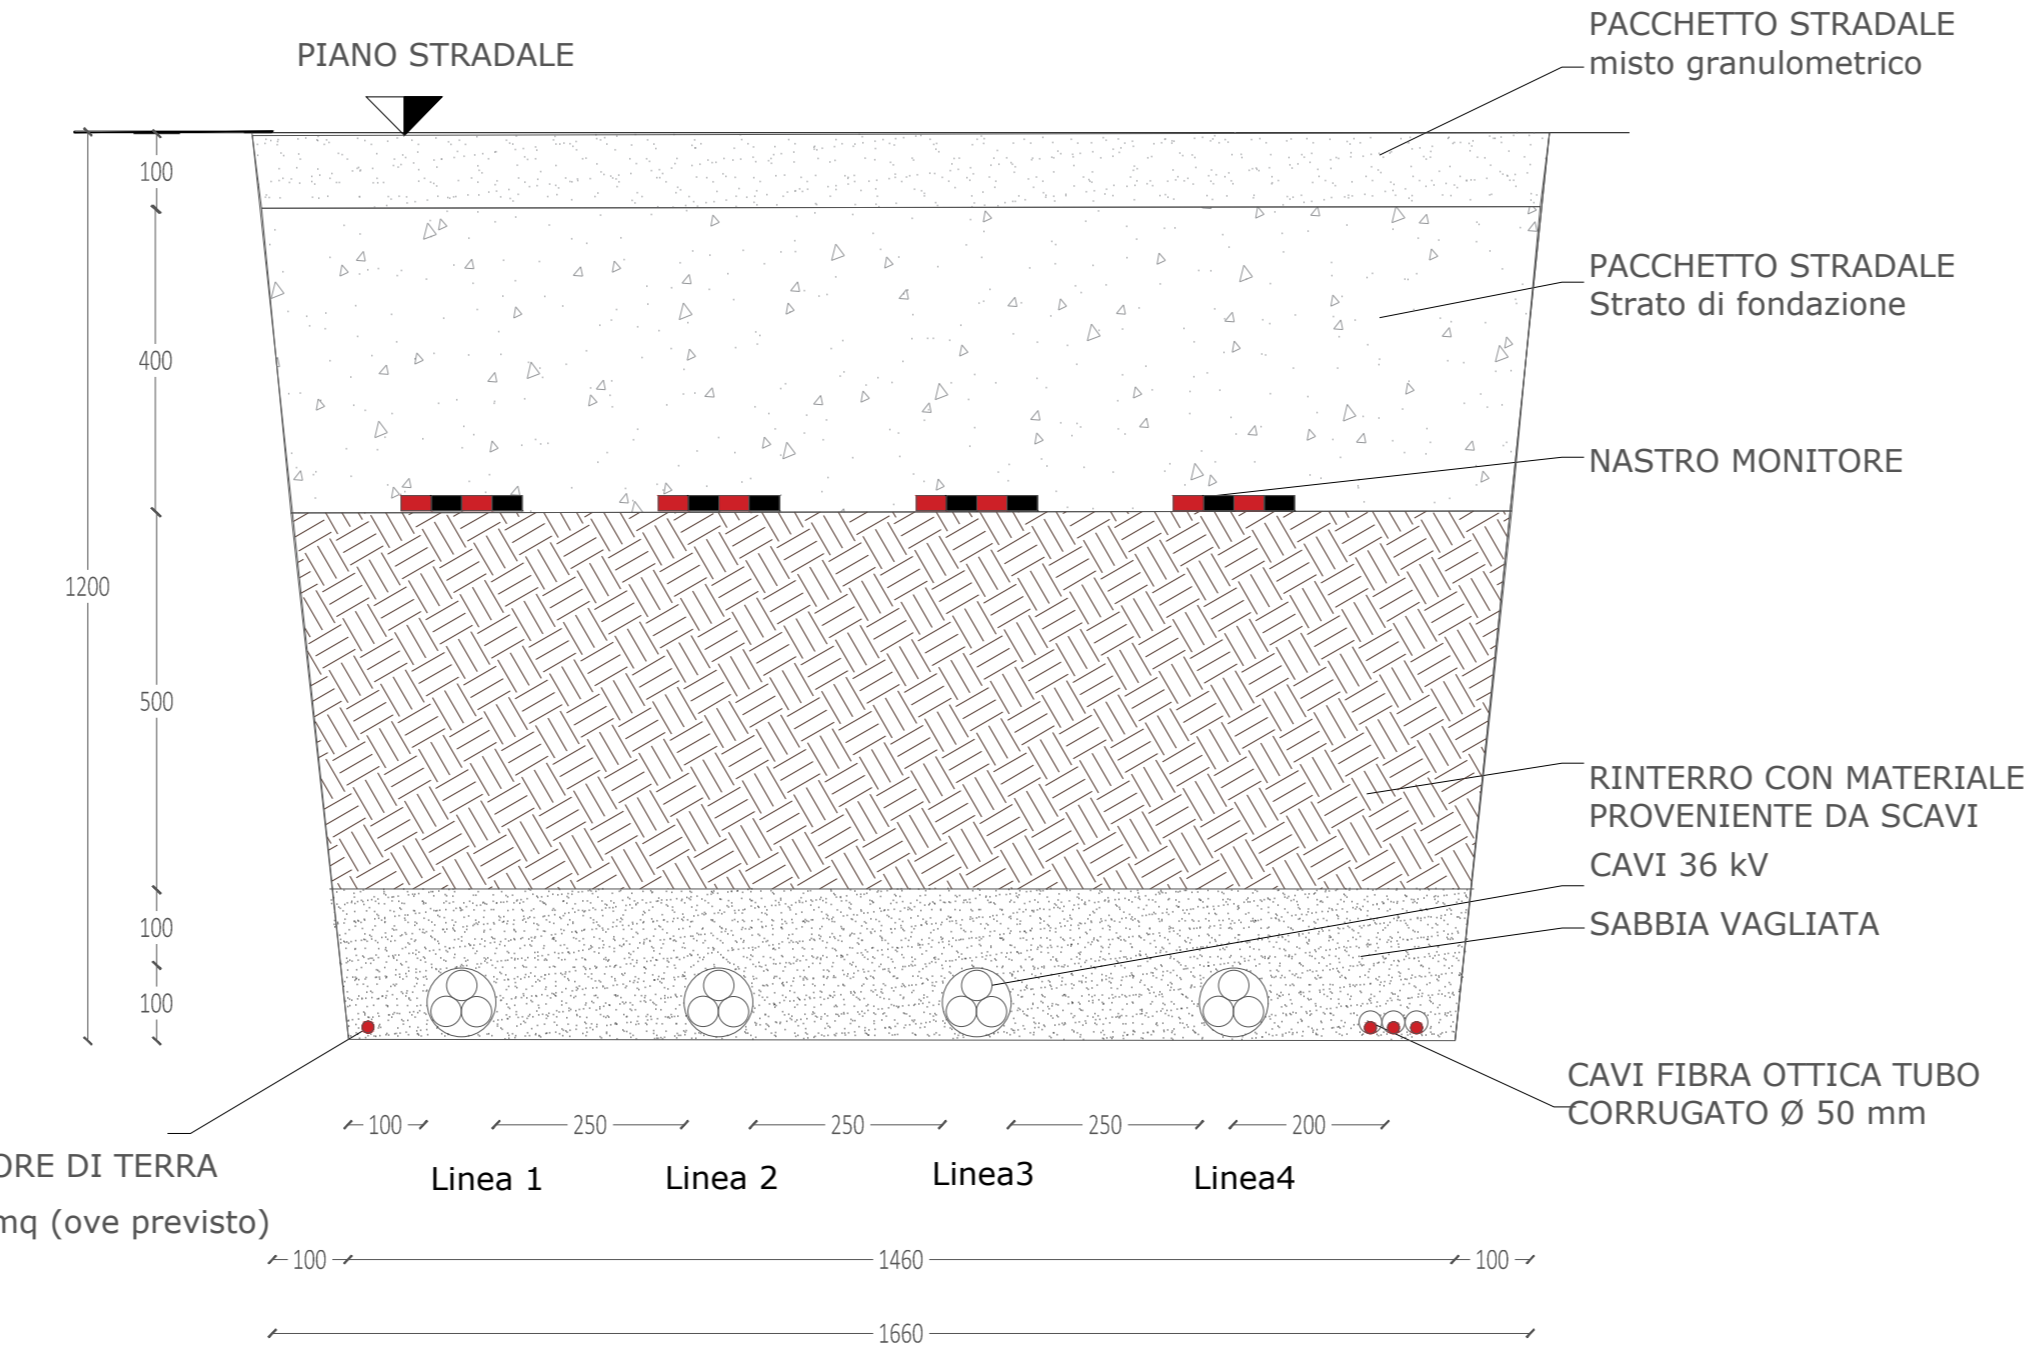 PIANO STRADALE
PACCHETTO STRADALE
misto granulometrico
100
PACCHETTO STRADALE
Strato di fondazione
400
NASTRO MONITORE
1200
500
RINTERRO CON MATERIALE
PROVENIENTE DA SCAVI
CAVI 36 kV
SABBIA VAGLIATA
100
100
CAVI FIBRA OTTICA TUBO
CORRUGATO Ø 50 mm
100 250 250 250 200
ORE DI TERRA
Linea 1 Linea 2 Linea3 Linea4
mq (ove previsto)
100 1460 100
1660